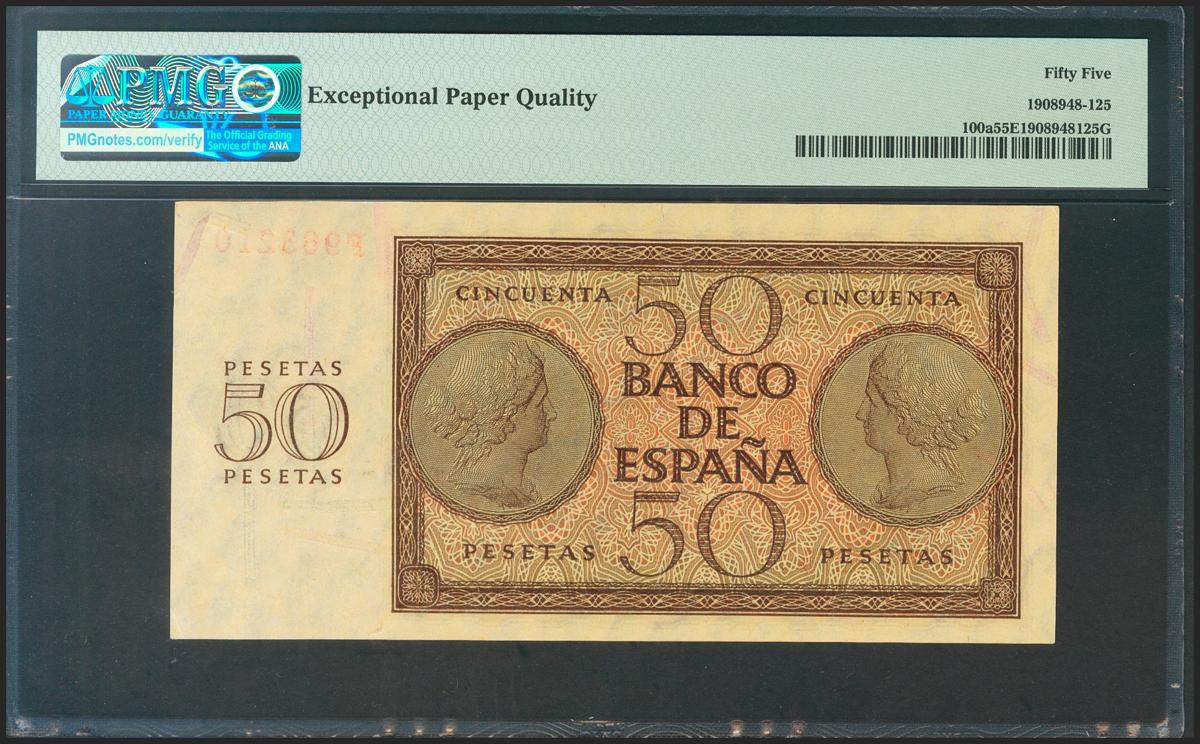 PMG
PAPER MONEY GUARANTY
PMGnotes.com/verify
The Official Grading
Service of the ANA
Exceptional Paper Quality
Fifty Five
1908948-125
100a55E1908948125G
CINCUENTA 50 CINCUENTA
PESETAS
50
PESETAS
BANCO
DE
ESPAÑA
PESETAS 50 PESETAS